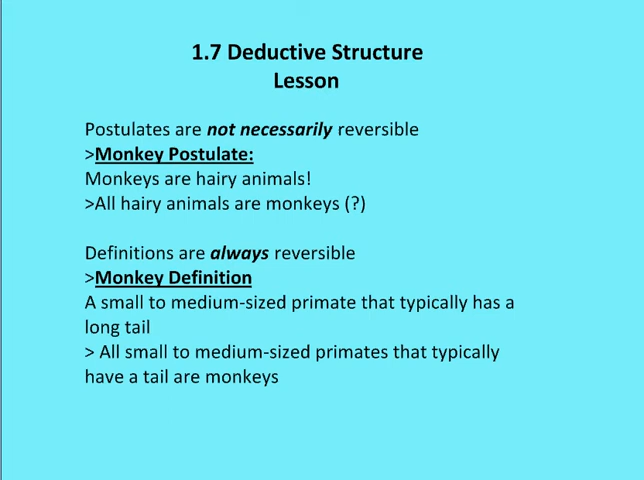 1.7 Deductive Structure
Lesson
Postulates are not necessarily reversible
>Monkey Postulate:
Monkeys are hairy animals!
>All hairy animals are monkeys (?)
Definitions are always reversible
>Monkey Definition
A small to medium-sized primate that typically has a
long tail
> All small to medium-sized primates that typically
have a tail are monkeys